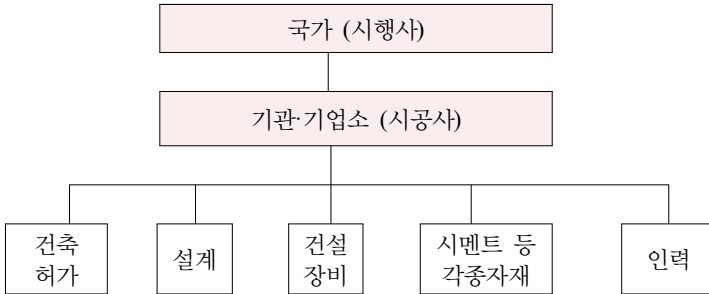 국가 (시행사)
기관·기업소 (시공사)
건축
허가
설계
건설
장비
시멘트 등
각종자재
인력